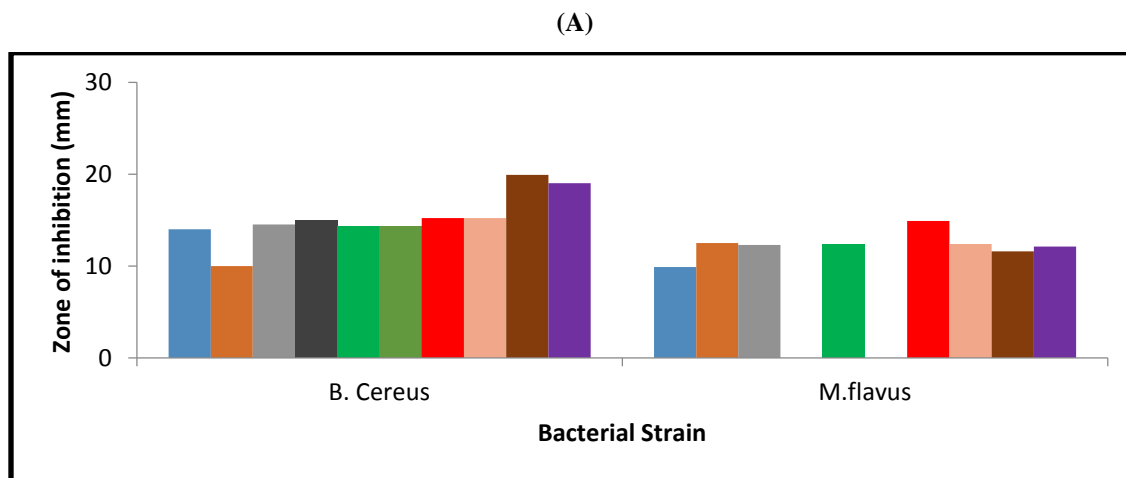 (A)
Zone of inhibition (mm)
30
20
10
0
B. Cereus
M.flavus
Bacterial Strain